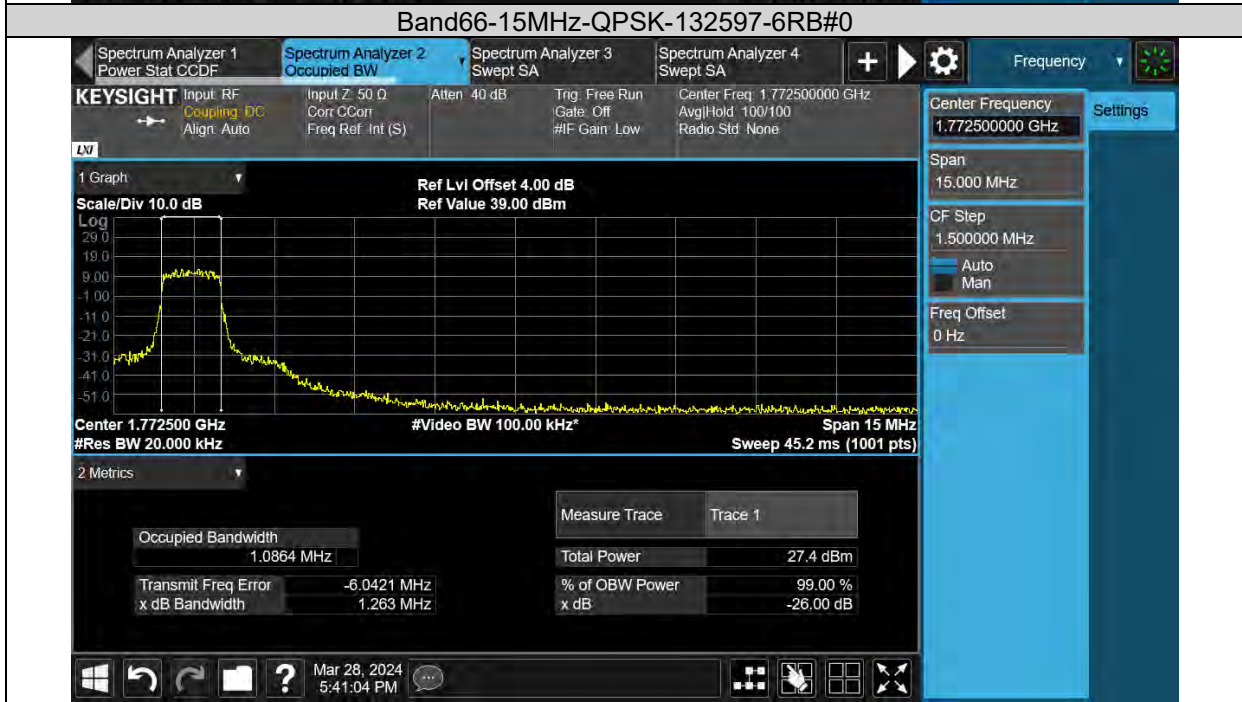 Band66-15MHz-QPSK-132597-6RB#0
Spectrum Analyzer 1
Power Stat CCDF
Spectrum Analyzer 2
Occupied BW
Spectrum Analyzer 3
Swept SA
Spectrum Analyzer 4
Swept SA
Frequency
KEYSIGHT
Input: RF
Coupling: DC
Align: Auto
Input Z: 50 Ω
Corr CCorr
Freq Ref: Int (S)
Atten: 40 dB
Trig: Free Run
Gate: Off
#IF Gain: Low
Center Freq: 1.772500000 GHz
Avg|Hold: 100/100
Radio Std: None
LXI
Center Frequency
1.772500000 GHz
Settings
Span
15.000 MHz
CF Step
1.500000 MHz
Auto
Man
Freq Offset
0 Hz
1 Graph
Scale/Div 10.0 dB
Ref Lvl Offset 4.00 dB
Ref Value 39.00 dBm
Log
29.0
19.0
9.00
-1.00
-11.0
-21.0
-31.0
-41.0
-51.0
Center 1.772500 GHz
#Res BW 20.000 kHz
#Video BW 100.00 kHz*
Span 15 MHz
Sweep 45.2 ms (1001 pts)
2 Metrics
Measure Trace Trace 1
Occupied Bandwidth
1.0864 MHz
Total Power 27.4 dBm
Transmit Freq Error -6.0421 MHz
% of OBW Power 99.00 %
x dB Bandwidth 1.263 MHz
x dB -26.00 dB
Mar 28, 2024
5:41:04 PM